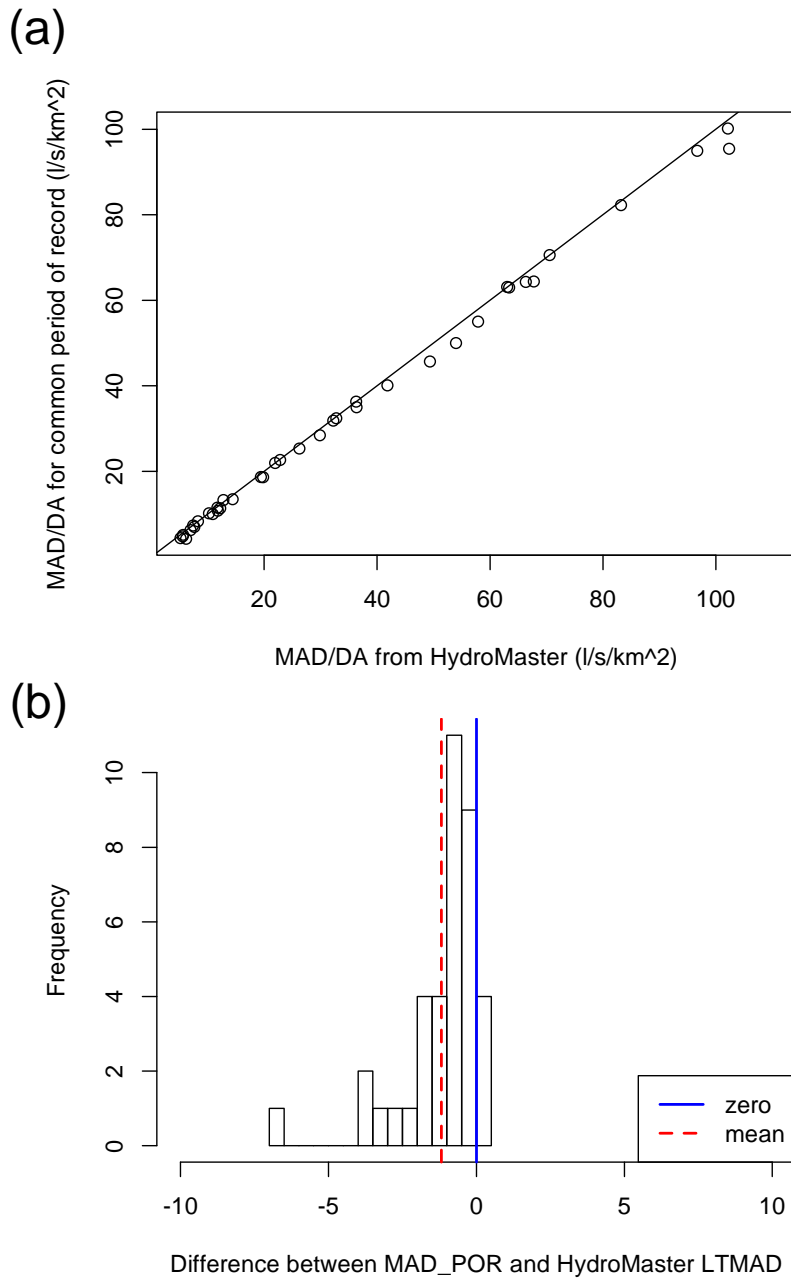 (a)
MAD/DA for common period of record (l/s/km^2)
100
80
60
40
20
20 40 60 80 100
MAD/DA from HydroMaster (l/s/km^2)
(b)
Frequency
10
8
6
4
2
0
zero
mean
-10 -5 0 5 10
Difference between MAD_POR and HydroMaster LTMAD